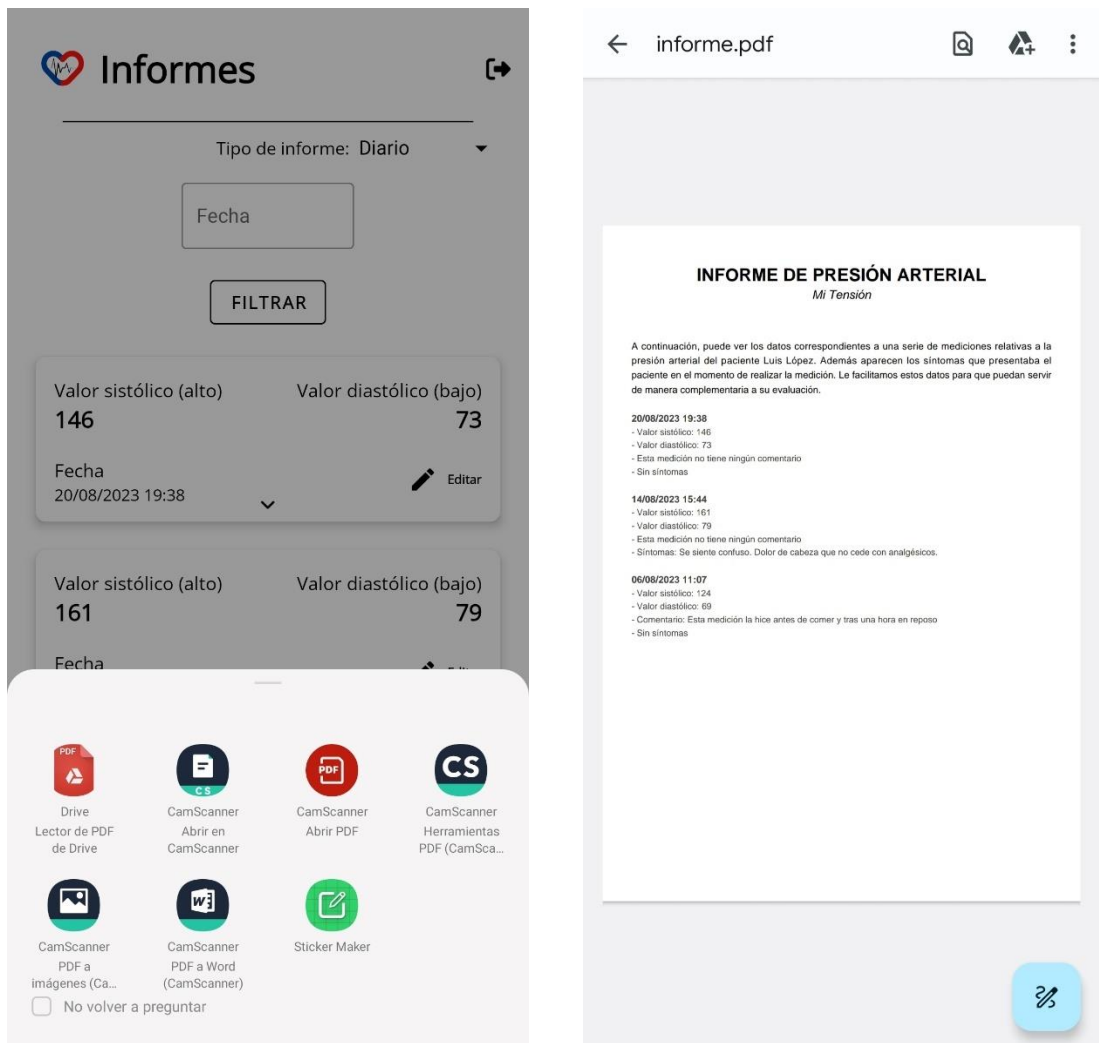 Informes
Tipo de informe: Diario
Fecha
FILTRAR
Valor sistólico (alto) Valor diastólico (bajo)
146 73
Fecha
20/08/2023 19:38
Editar
Valor sistólico (alto) Valor diastólico (bajo)
161 79
Fecha
PDF
CS
PDF
CS
Drive
Lector de PDF
de Drive
CamScanner
Abrir en
CamScanner
CamScanner
Abrir PDF
CamScanner
Herramientas
PDF (CamSca...
W
CamScanner
PDF a
imágenes (Ca...
CamScanner
PDF a Word
(CamScanner)
Sticker Maker
No volver a preguntar
informe.pdf
INFORME DE PRESIÓN ARTERIAL
Mi Tensión
A continuación, puede ver los datos correspondientes a una serie de mediciones relativas a la
presión arterial del paciente Luis López. Además aparecen los síntomas que presentaba el
paciente en el momento de realizar la medición. Le facilitamos estos datos para que puedan servir
de manera complementaria a su evaluación.
20/08/2023 19:38
- Valor sistólico: 146
- Valor diastólico: 73
- Esta medición no tiene ningún comentario
- Sin síntomas
14/08/2023 15:44
- Valor sistólico: 161
- Valor diastólico: 79
- Esta medición no tiene ningún comentario
- Síntomas: Se siente confuso. Dolor de cabeza que no cede con analgésicos.
06/08/2023 11:07
- Valor sistólico: 124
- Valor diastólico: 69
- Comentario: Esta medición la hice antes de comer y tras una hora en reposo
- Sin síntomas